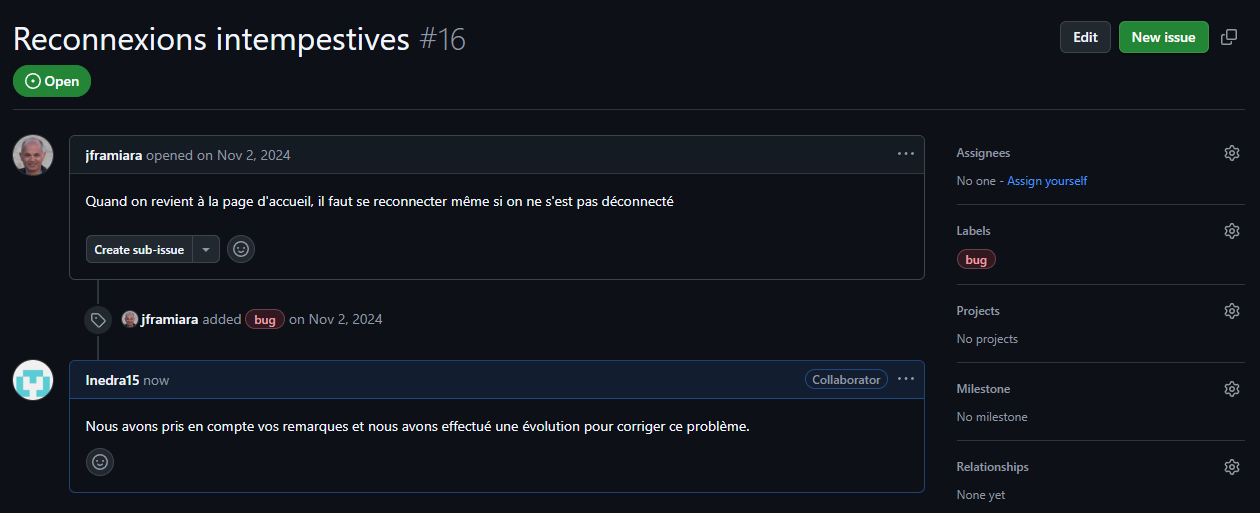 Reconnexions intempestives #16
Edit
New issue
Open
jframiara opened on Nov 2, 2024
Quand on revient à la page d'accueil, il faut se reconnecter même si on ne s'est pas déconnecté
Create sub-issue
jframiara added bug on Nov 2, 2024
Inedra15 now
Collaborator
Nous avons pris en compte vos remarques et nous avons effectué une évolution pour corriger ce problème.
Assignees
No one - Assign yourself
Labels
bug
Projects
No projects
Milestone
No milestone
Relationships
None yet